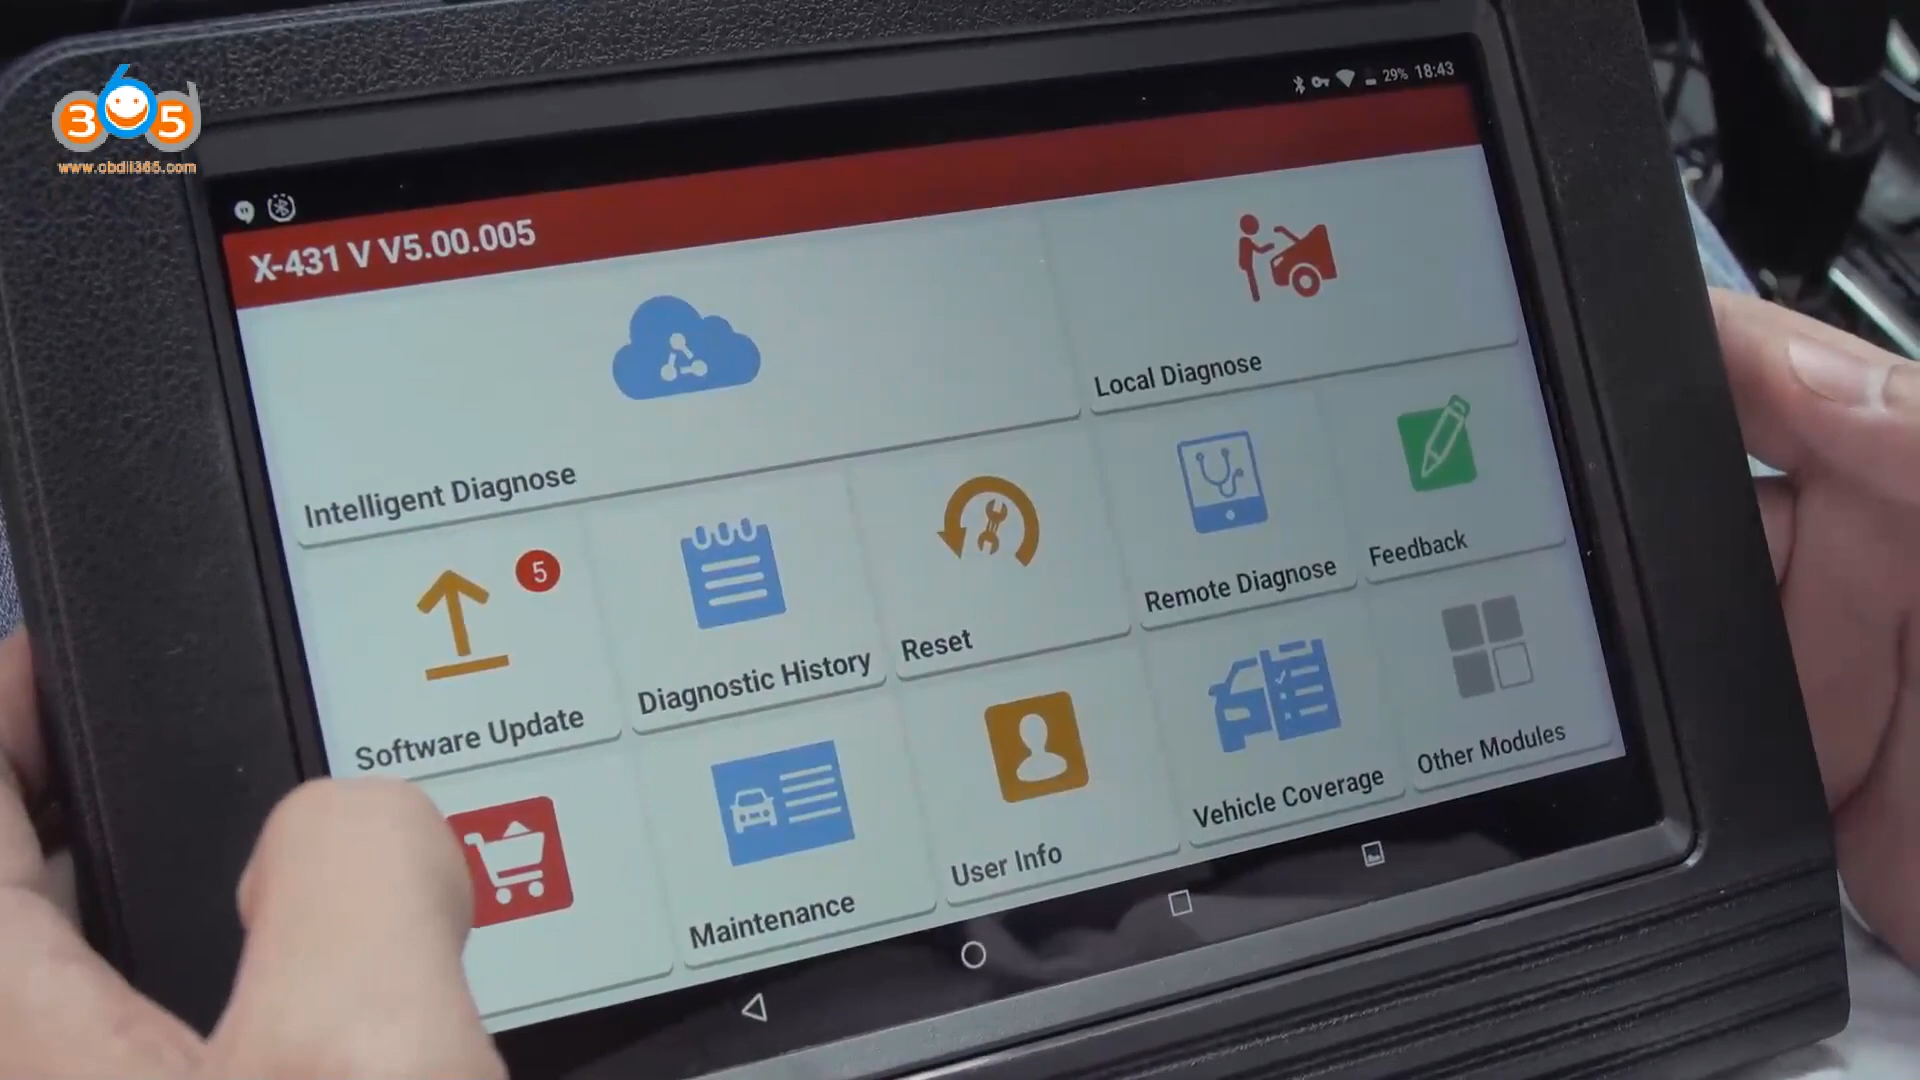 365
www.obdii365.com
29% 18:43
X-431 V V5.00.005
Intelligent Diagnose
Local Diagnose
5
Software Update
Diagnostic History
Reset
Remote Diagnose
Feedback
Maintenance
User Info
Vehicle Coverage
Other Modules